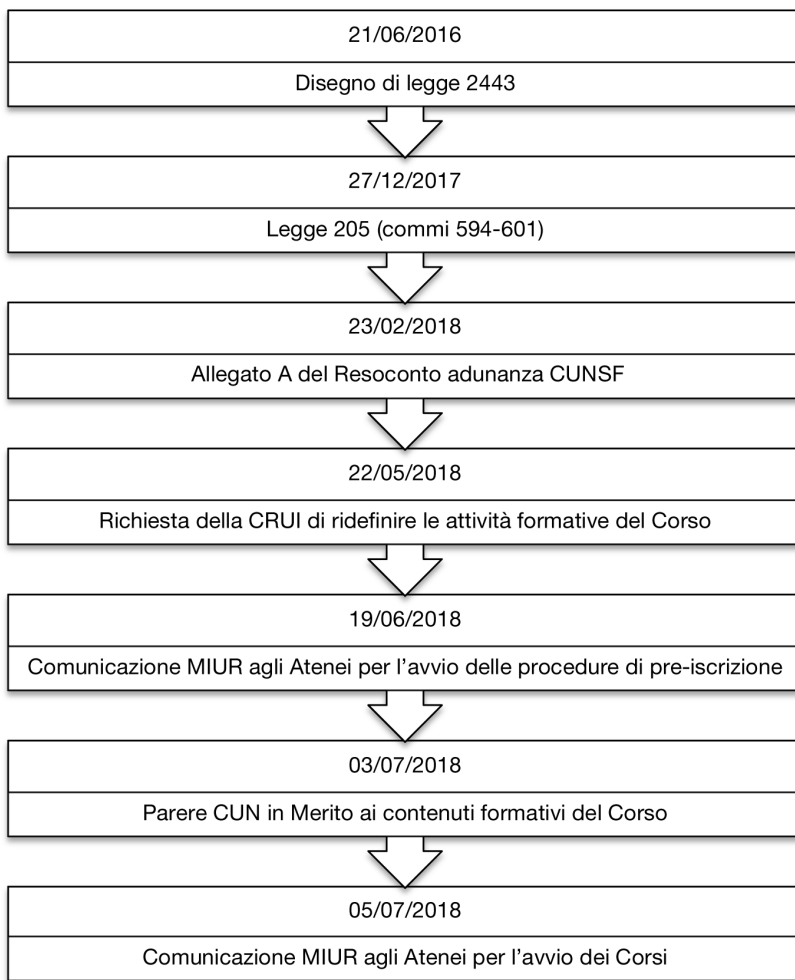 21/06/2016
Disegno di legge 2443
27/12/2017
Legge 205 (commi 594-601)
23/02/2018
Allegato A del Resoconto adunanza CUNSF
22/05/2018
Richiesta della CRUI di ridefinire le attività formative del Corso
19/06/2018
Comunicazione MIUR agli Atenei per l'avvio delle procedure di pre-iscrizione
03/07/2018
Parere CUN in Merito ai contenuti formativi del Corso
05/07/2018
Comunicazione MIUR agli Atenei per l'avvio dei Corsi